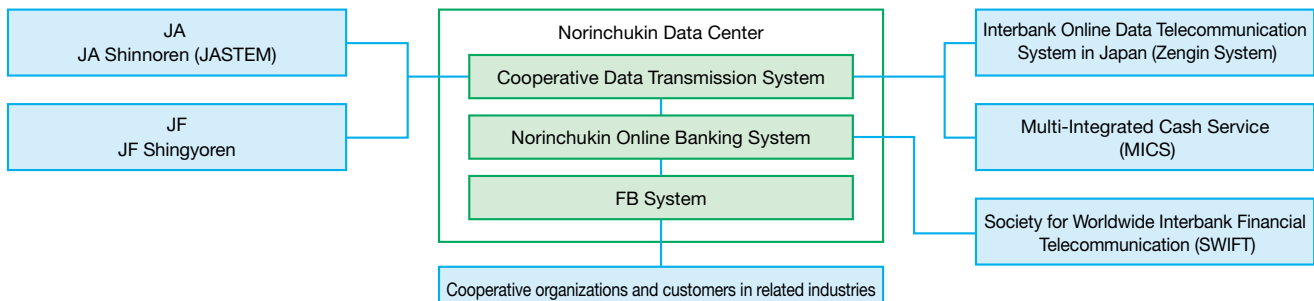 JA
JA Shinnoren (JASTEM)
JF
JF Shingyoren
Norinchukin Data Center
Cooperative Data Transmission System
Norinchukin Online Banking System
FB System
Cooperative organizations and customers in related industries
Interbank Online Data Telecommunication
System in Japan (Zengin System)
Multi-Integrated Cash Service
(MICS)
Society for Worldwide Interbank Financial
Telecommunication (SWIFT)